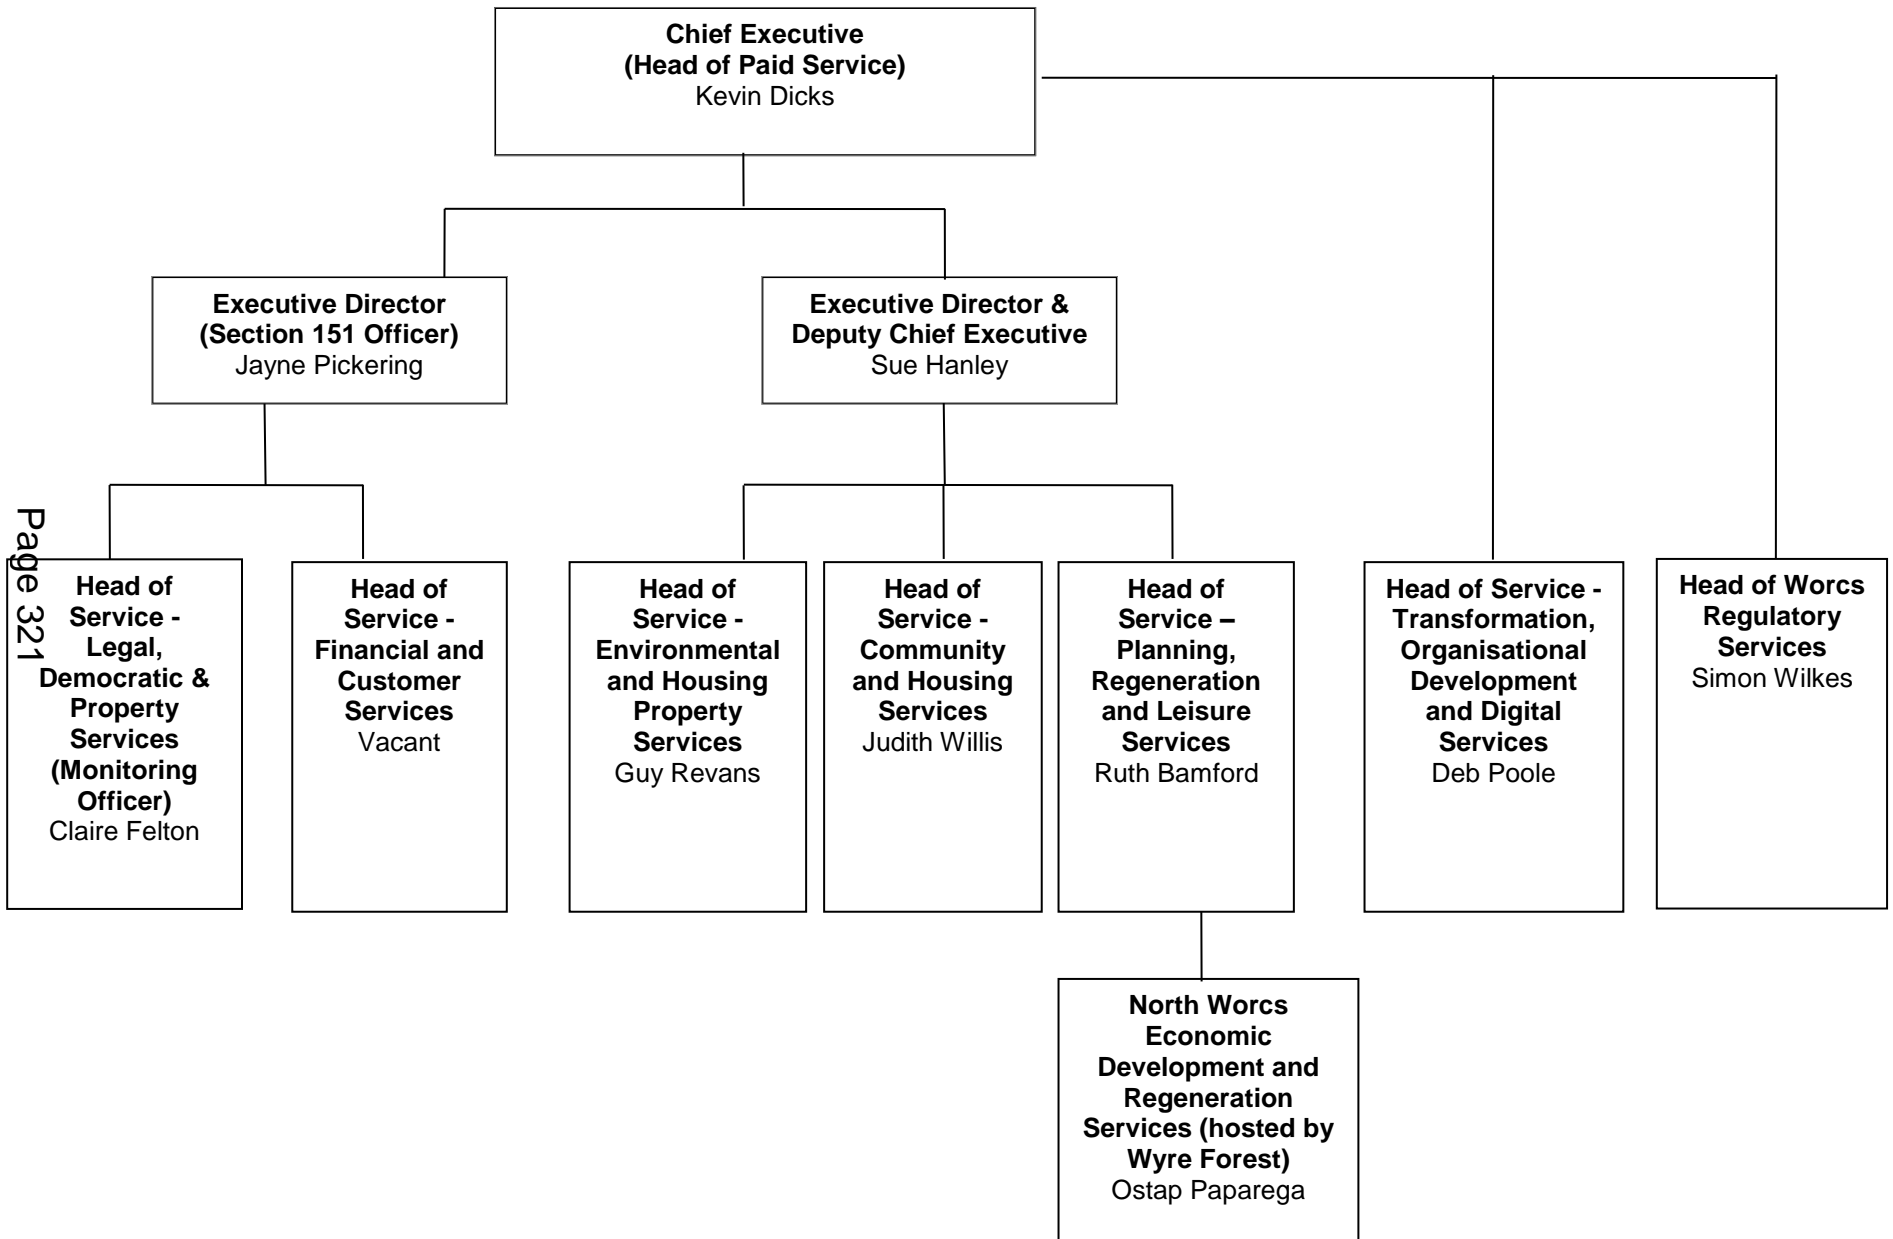 Chief Executive
(Head of Paid Service)
Kevin Dicks
Executive Director
(Section 151 Officer)
Jayne Pickering
Executive Director &
Deputy Chief Executive
Sue Hanley
Page 321
Head of
Service -
Legal,
Democratic &
Property
Services
(Monitoring
Officer)
Claire Felton
Head of
Service -
Financial and
Customer
Services
Vacant
Head of
Service -
Environmental
and Housing
Property
Services
Guy Revans
Head of
Service -
Community
and Housing
Services
Judith Willis
Head of
Service –
Planning,
Regeneration
and Leisure
Services
Ruth Bamford
Head of Service -
Transformation,
Organisational
Development
and Digital
Services
Deb Poole
Head of Worcs
Regulatory
Services
Simon Wilkes
North Worcs
Economic
Development and
Regeneration
Services (hosted by
Wyre Forest)
Ostap Paparega